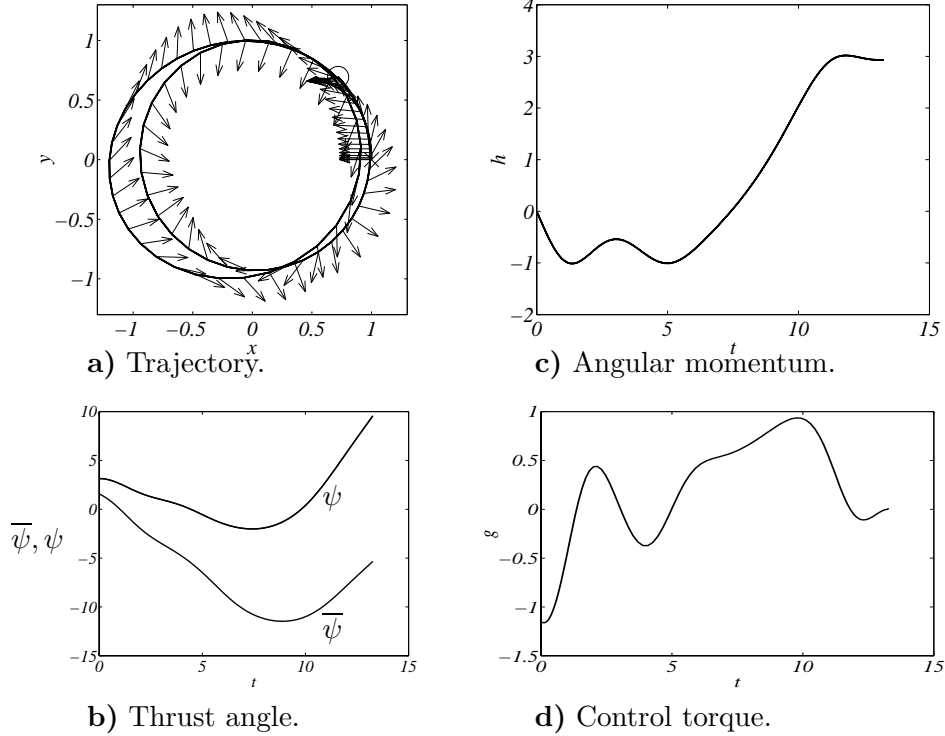 1
0.5
0
−0.5
−1
y
−1
−0.5
0
0.5
1
x
a) Trajectory.
4
3
2
1
0
−1
−2
h
0
5
10
15
t
c) Angular momentum.
10
5
0
−5
−10
−15
ψ̅, ψ
ψ
ψ̅
0
5
10
15
t
b) Thrust angle.
1
0.5
0
−0.5
−1
−1.5
g
0
5
10
15
t
d) Control torque.